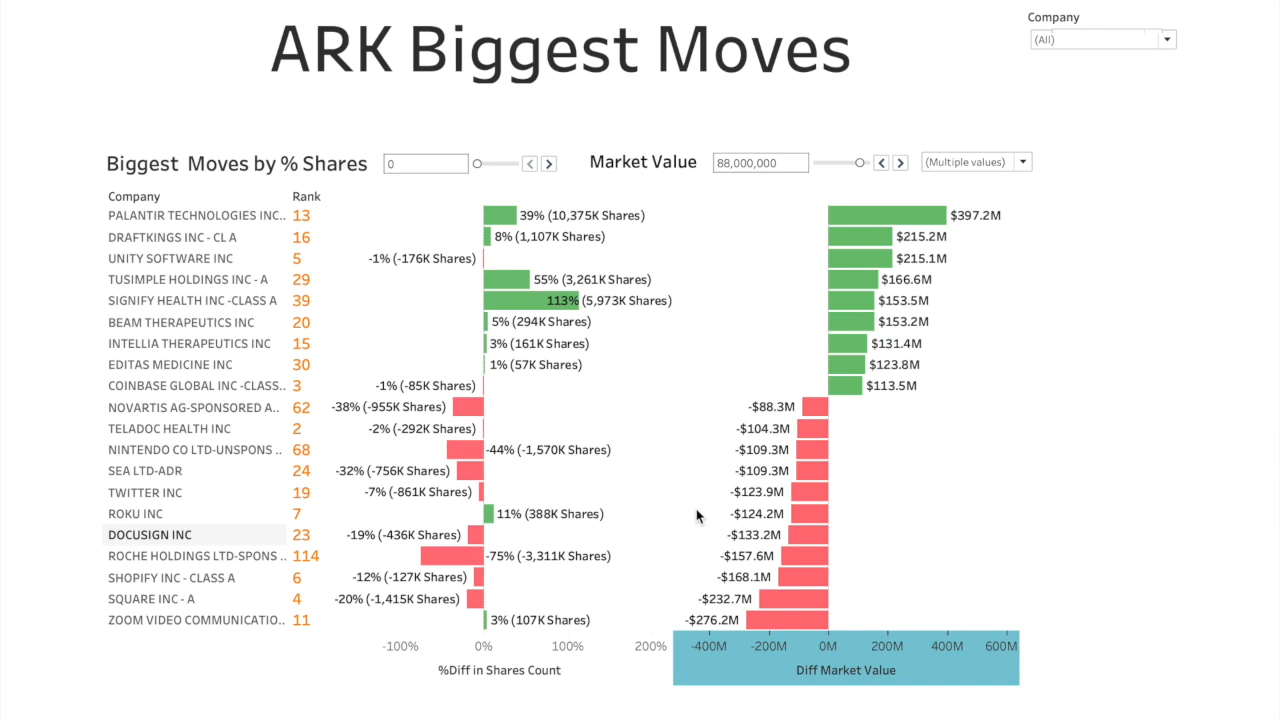 ARK Biggest Moves
Company
(All)
Biggest Moves by % Shares 0 Market Value 88,000,000 (Multiple values)
Company Rank
PALANTIR TECHNOLOGIES INC.. 13 39% (10,375K Shares) $397.2M
DRAFTKINGS INC - CL A 16 8% (1,107K Shares) $215.2M
UNITY SOFTWARE INC 5 -1% (-176K Shares) $215.1M
TUSIMPLE HOLDINGS INC - A 29 55% (3,261K Shares) $166.6M
SIGNIFY HEALTH INC -CLASS A 39 113% (5,973K Shares) $153.5M
BEAM THERAPEUTICS INC 20 5% (294K Shares) $153.2M
INTELLIA THERAPEUTICS INC 15 3% (161K Shares) $131.4M
EDITAS MEDICINE INC 30 1% (57K Shares) $123.8M
COINBASE GLOBAL INC -CLASS.. 3 -1% (-85K Shares) $113.5M
NOVARTIS AG-SPONSORED A.. 62 -38% (-955K Shares) -$88.3M
TELADOC HEALTH INC 2 -2% (-292K Shares) -$104.3M
NINTENDO CO LTD-UNSPONS .. 68 -44% (-1,570K Shares) -$109.3M
SEA LTD-ADR 24 -32% (-756K Shares) -$109.3M
TWITTER INC 19 -7% (-861K Shares) -$123.9M
ROKU INC 7 11% (388K Shares) -$124.2M
DOCUSIGN INC 23 -19% (-436K Shares) -$133.2M
ROCHE HOLDINGS LTD-SPONS .. 114 -75% (-3,311K Shares) -$157.6M
SHOPIFY INC - CLASS A 6 -12% (-127K Shares) -$168.1M
SQUARE INC - A 4 -20% (-1,415K Shares) -$232.7M
ZOOM VIDEO COMMUNICATIO.. 11 3% (107K Shares) -$276.2M
-100% 0% 100% 200% -400M -200M 0M 200M 400M 600M
%Diff in Shares Count Diff Market Value